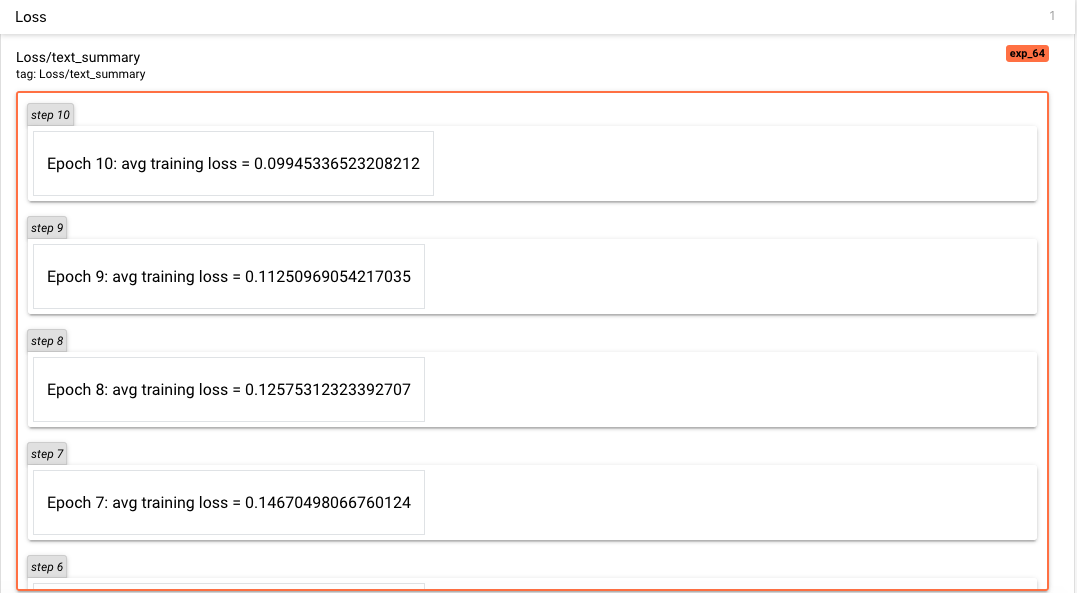 Loss
1
Loss/text_summary
exp_64
tag: Loss/text_summary
step 10
Epoch 10: avg training loss = 0.09945336523208212
step 9
Epoch 9: avg training loss = 0.11250969054217035
step 8
Epoch 8: avg training loss = 0.12575312323392707
step 7
Epoch 7: avg training loss = 0.14670498066760124
step 6